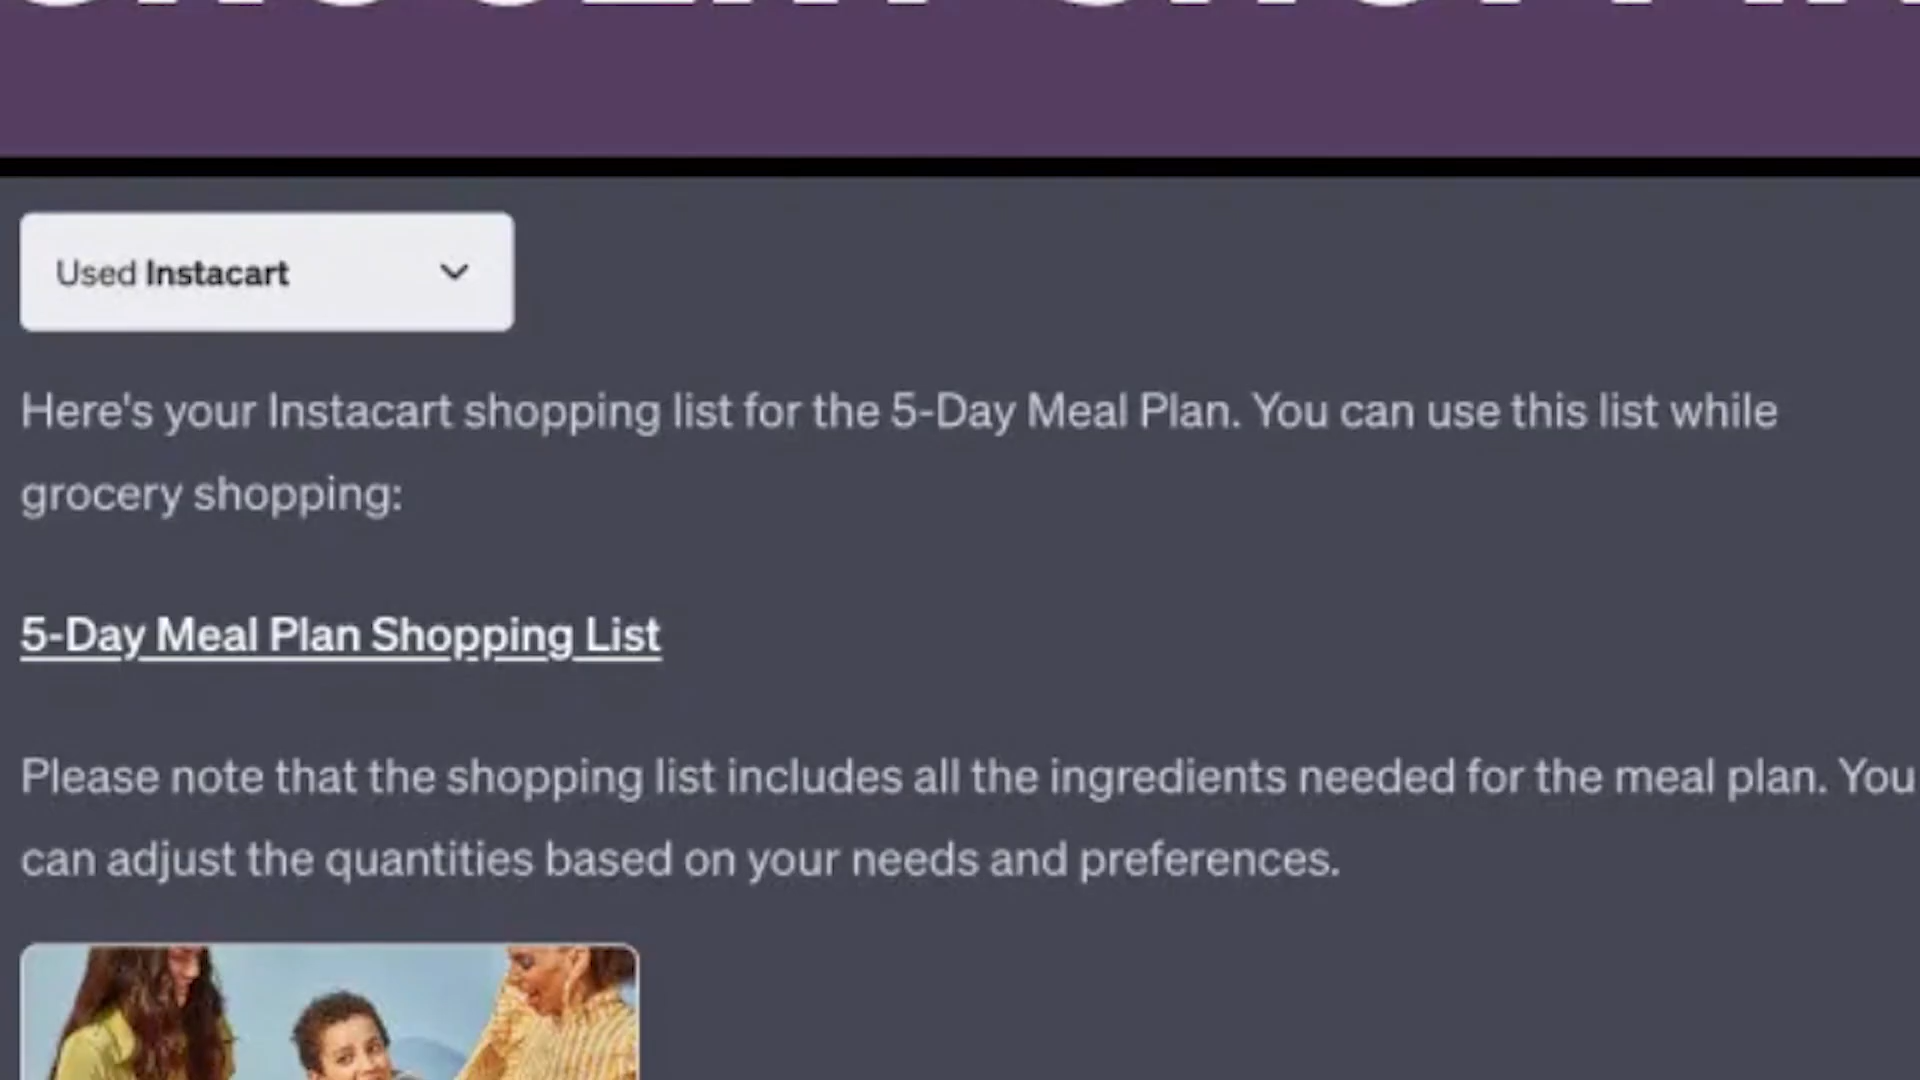 Used Instacart
Here's your Instacart shopping list for the 5-Day Meal Plan. You can use this list while
grocery shopping:
5-Day Meal Plan Shopping List
Please note that the shopping list includes all the ingredients needed for the meal plan. You
can adjust the quantities based on your needs and preferences.